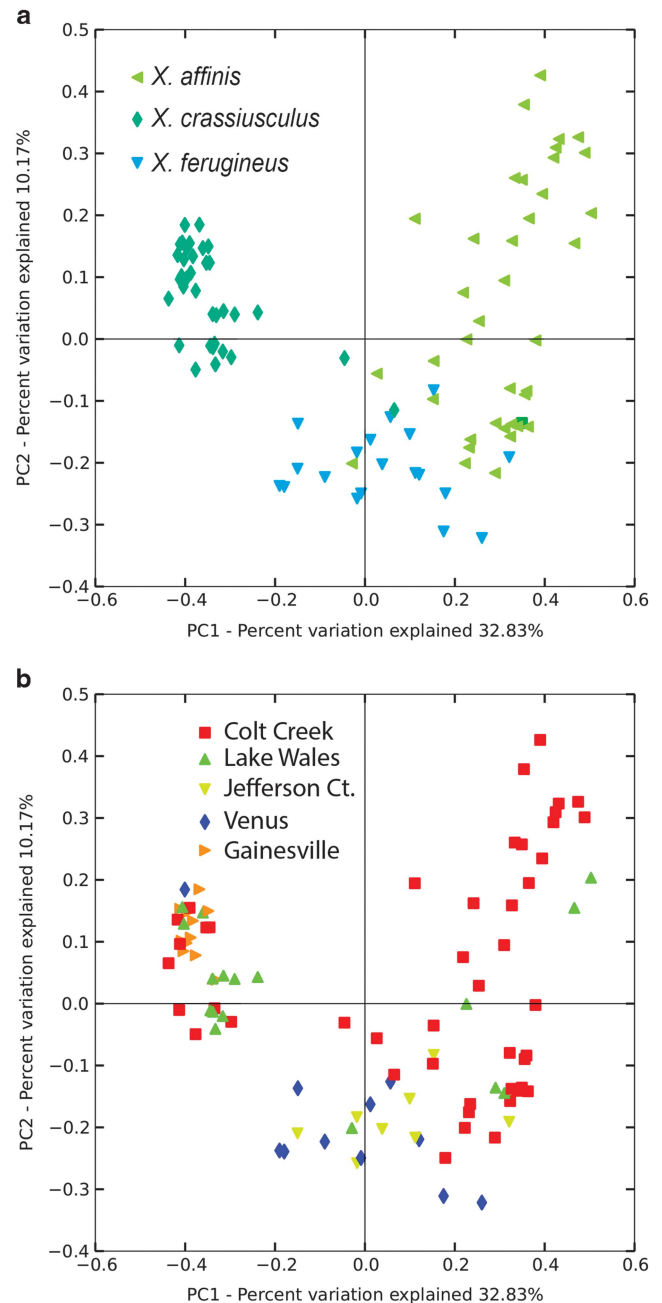 a
0.5
0.4
0.3
0.2
0.1
0.0
−0.1
−0.2
−0.3
−0.4
PC2 - Percent variation explained 10.17%
X. affinis
X. crassiusculus
X. ferugineus
−0.6 −0.4 −0.2 0.0 0.2 0.4 0.6
PC1 - Percent variation explained 32.83%
b
0.5
0.4
0.3
0.2
0.1
0.0
−0.1
−0.2
−0.3
−0.4
PC2 - Percent variation explained 10.17%
Colt Creek
Lake Wales
Jefferson Ct.
Venus
Gainesville
−0.6 −0.4 −0.2 0.0 0.2 0.4 0.6
PC1 - Percent variation explained 32.83%